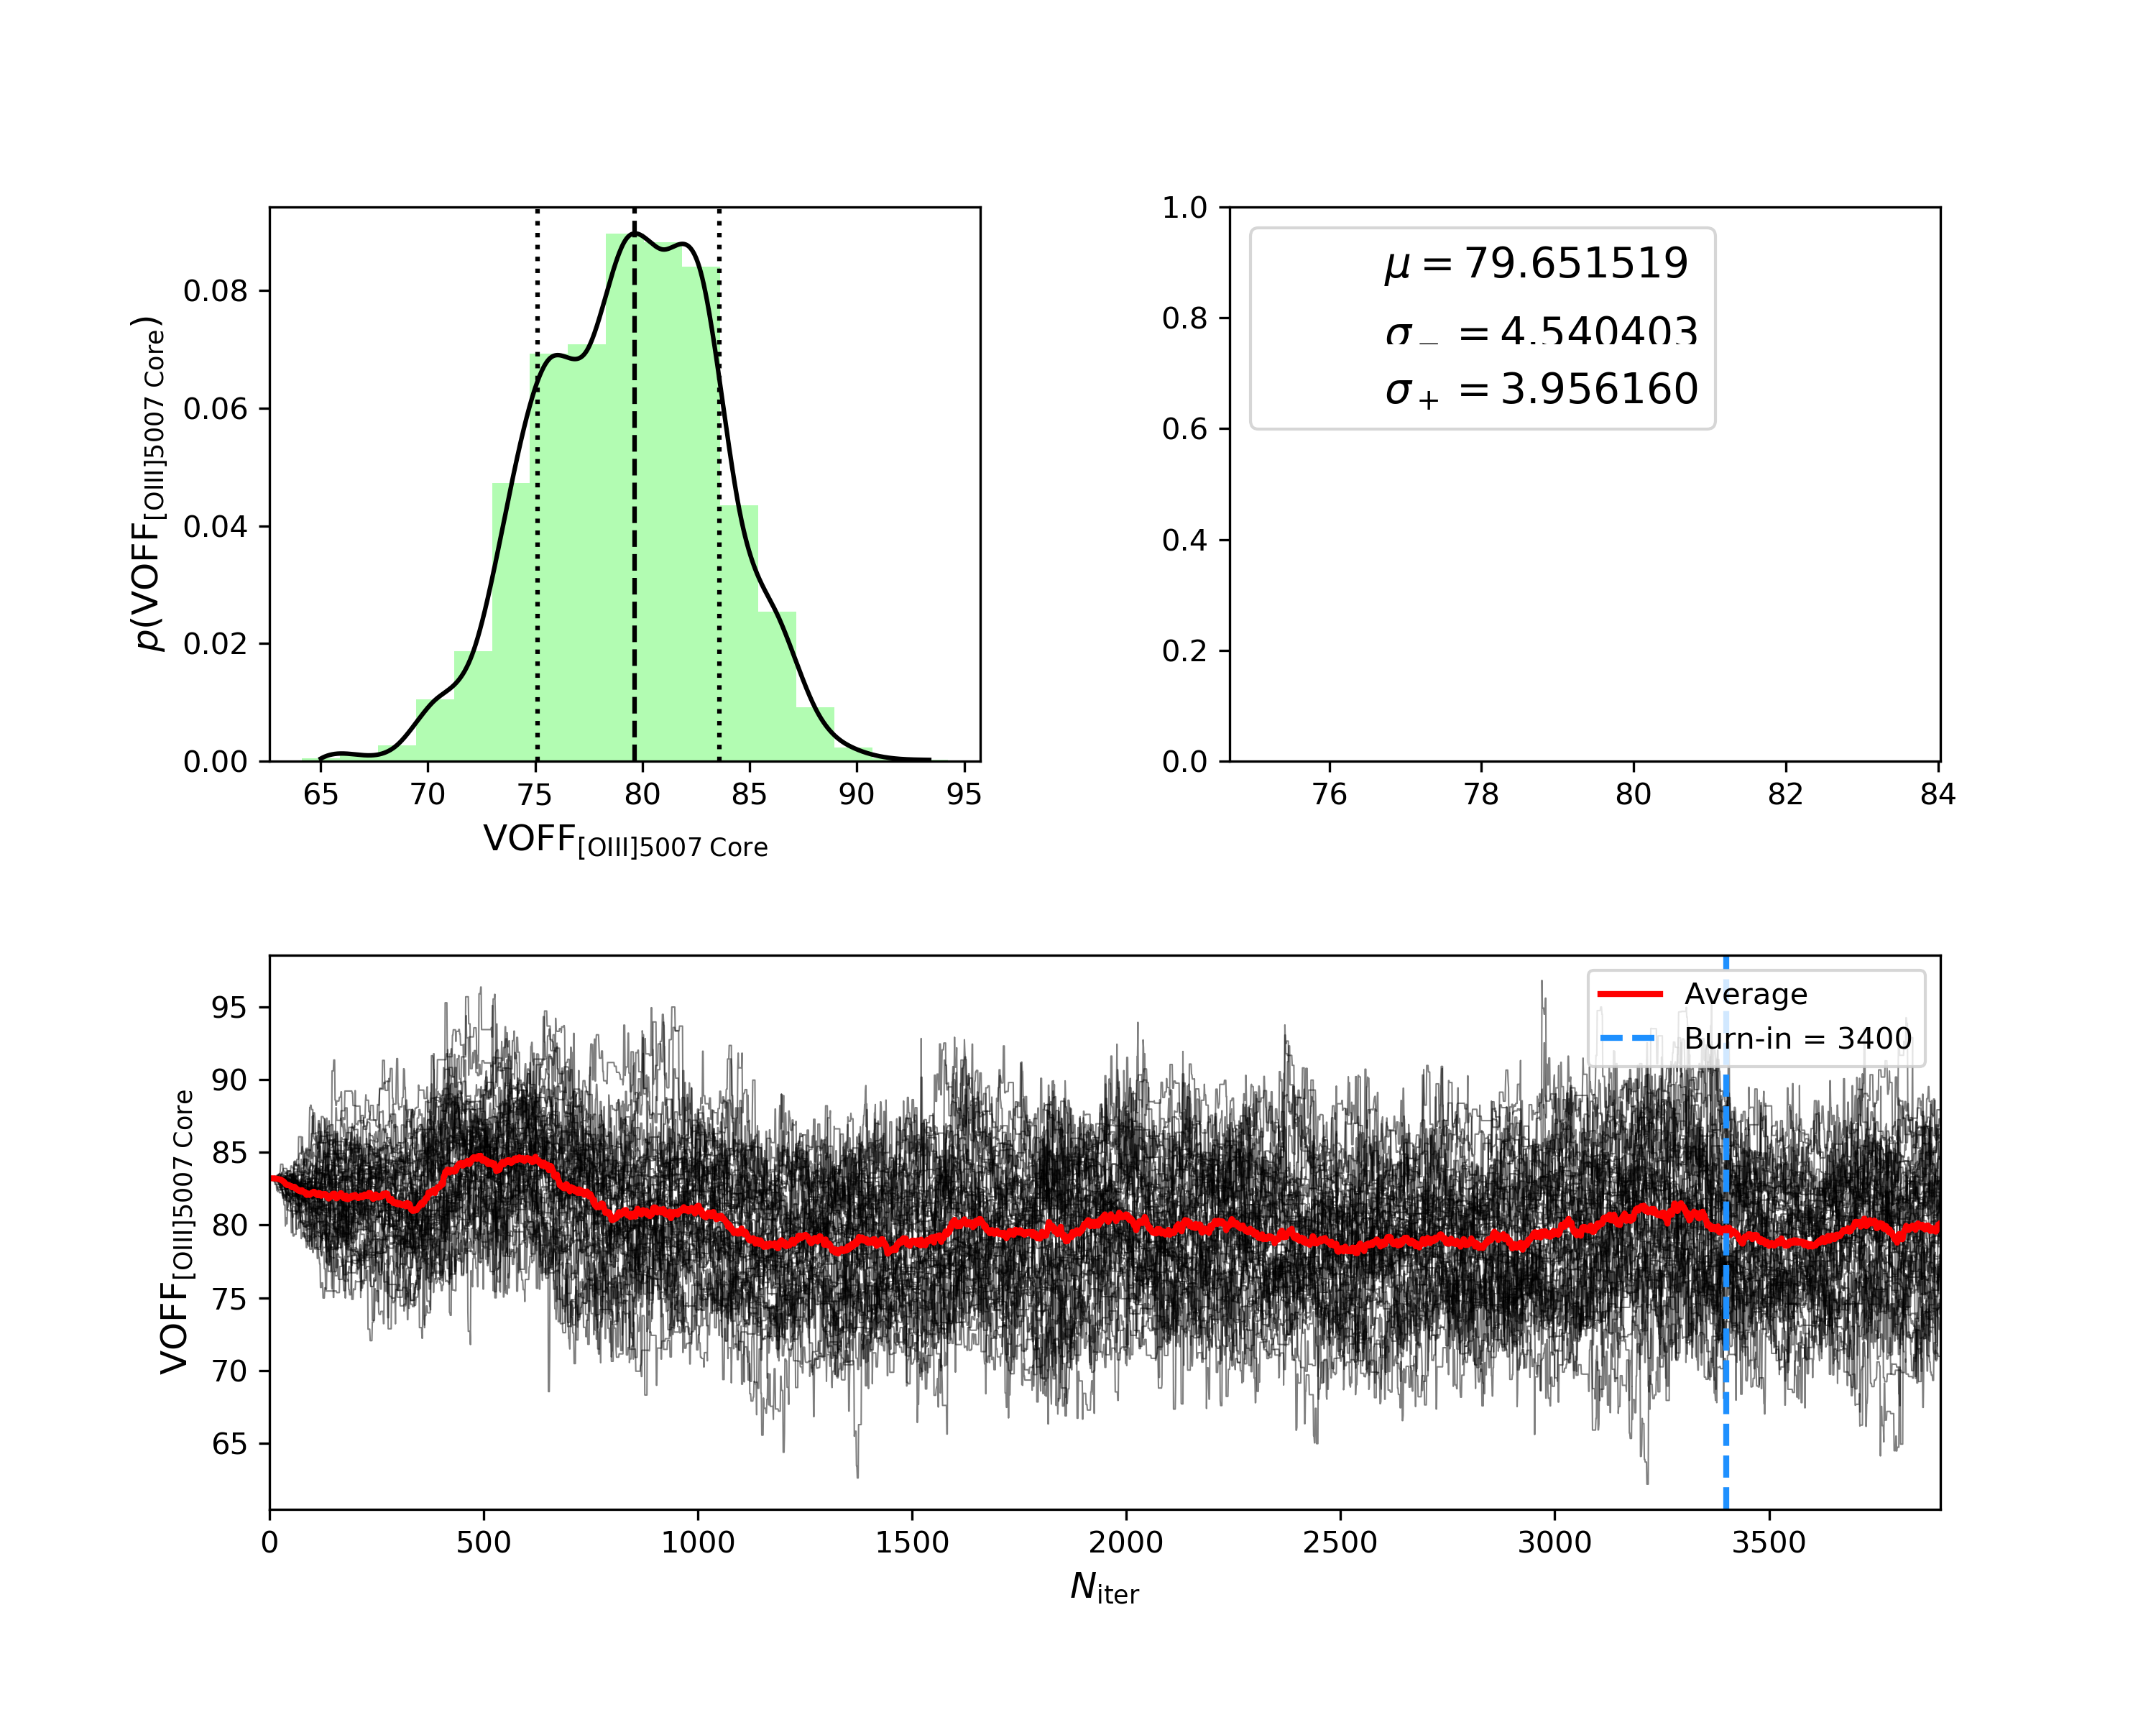 0.08
0.06
0.04
0.02
0.00
p(VOFF[OIII]5007 Core)
65 70 75 80 85 90 95
VOFF[OIII]5007 Core
1.0
0.8
0.6
0.4
0.2
0.0
μ = 79.651519
σ− = 4.540403
σ+ = 3.956160
76 78 80 82 84
95
90
85
80
75
70
65
VOFF[OIII]5007 Core
Average
Burn-in = 3400
0 500 1000 1500 2000 2500 3000 3500
Niter